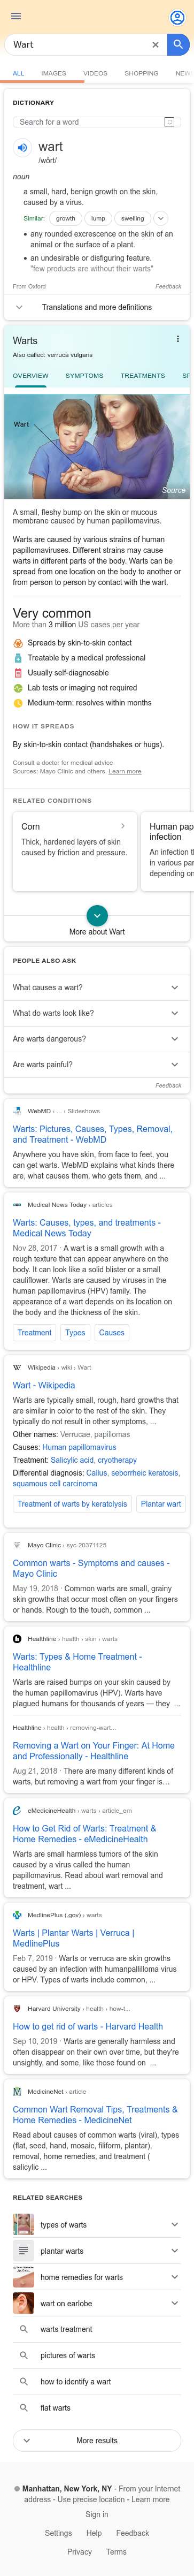 Wart
ALL IMAGES VIDEOS SHOPPING NEWS
DICTIONARY
Search for a word
wart
/wôrt/
noun
a small, hard, benign growth on the skin,
caused by a virus.
Similar: growth lump swelling
• any rounded excrescence on the skin of an
animal or the surface of a plant.
• an undesirable or disfiguring feature.
"few products are without their warts"
From Oxford Feedback
Translations and more definitions
Warts
Also called: verruca vulgaris
OVERVIEW SYMPTOMS TREATMENTS SP
Wart
Source
A small, fleshy bump on the skin or mucous
membrane caused by human papillomavirus.
Warts are caused by various strains of human
papillomaviruses. Different strains may cause
warts in different parts of the body. Warts can be
spread from one location on the body to another or
from person to person by contact with the wart.
Very common
More than 3 million US cases per year
Spreads by skin-to-skin contact
Treatable by a medical professional
Usually self-diagnosable
Lab tests or imaging not required
Medium-term: resolves within months
HOW IT SPREADS
By skin-to-skin contact (handshakes or hugs).
Consult a doctor for medical advice
Sources: Mayo Clinic and others. Learn more
RELATED CONDITIONS
Corn
Thick, hardened layers of skin
caused by friction or pressure.
Human pap
infection
An infection th
in various par
depending on
More about Wart
PEOPLE ALSO ASK
What causes a wart?
What do warts look like?
Are warts dangerous?
Are warts painful?
Feedback
WebMD › ... › Slideshows
Warts: Pictures, Causes, Types, Removal,
and Treatment - WebMD
Anywhere you have skin, from face to feet, you
can get warts. WebMD explains what kinds there
are, what causes them, who gets them, and ...
Medical News Today › articles
Warts: Causes, types, and treatments -
Medical News Today
Nov 28, 2017 · A wart is a small growth with a
rough texture that can appear anywhere on the
body. It can look like a solid blister or a small
cauliflower. Warts are caused by viruses in the
human papillomavirus (HPV) family. The
appearance of a wart depends on its location on
the body and the thickness of the skin.
Treatment Types Causes
Wikipedia › wiki › Wart
Wart - Wikipedia
Warts are typically small, rough, hard growths that
are similar in color to the rest of the skin. They
typically do not result in other symptoms, ...
Other names: Verrucae, papillomas
Causes: Human papillomavirus
Treatment: Salicylic acid, cryotherapy
Differential diagnosis: Callus, seborrheic keratosis,
squamous cell carcinoma
Treatment of warts by keratolysis Plantar wart
Mayo Clinic › syc-20371125
Common warts - Symptoms and causes -
Mayo Clinic
May 19, 2018 · Common warts are small, grainy
skin growths that occur most often on your fingers
or hands. Rough to the touch, common ...
Healthline › health › skin › warts
Warts: Types & Home Treatment -
Healthline
Warts are raised bumps on your skin caused by
the human papillomavirus (HPV). Warts have
plagued humans for thousands of years — they ...
Healthline › health › removing-wart...
Removing a Wart on Your Finger: At Home
and Professionally - Healthline
Aug 21, 2018 · There are many different kinds of
warts, but removing a wart from your finger is ...
eMedicineHealth › warts › article_em
How to Get Rid of Warts: Treatment &
Home Remedies - eMedicineHealth
Warts are small harmless tumors of the skin
caused by a virus called the human
papillomavirus. Read about wart removal and
treatment, wart ...
MedlinePlus (.gov) › warts
Warts | Plantar Warts | Verruca |
MedlinePlus
Feb 7, 2019 · Warts or verruca are skin growths
caused by an infection with humanpapilllomma virus
or HPV. Types of warts include common, ...
Harvard University › health › how-t...
How to get rid of warts - Harvard Health
Sep 10, 2019 · Warts are generally harmless and
often disappear on their own over time, but they're
unsightly, and some, like those found on ...
MedicineNet › article
Common Wart Removal Tips, Treatments &
Home Remedies - MedicineNet
Read about causes of common warts (viral), types
(flat, seed, hand, mosaic, filiform, plantar),
removal, home remedies, and treatment (
salicylic ...
RELATED SEARCHES
types of warts
plantar warts
home remedies for warts
wart on earlobe
warts treatment
pictures of warts
how to identify a wart
flat warts
More results
Manhattan, New York, NY - From your Internet
address - Use precise location - Learn more
Sign in
Settings Help Feedback
Privacy Terms